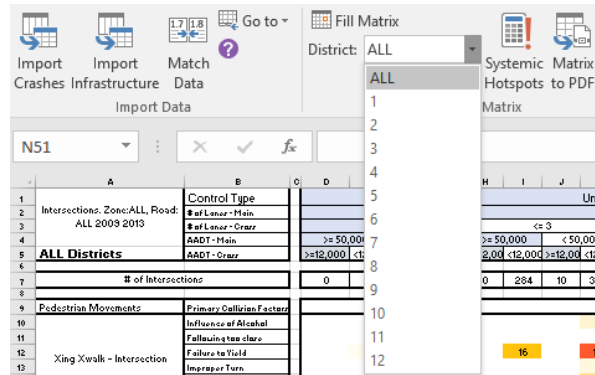 1.7 1.8 Go to
Fill Matrix
District: ALL
Import Crashes
Import Infrastructure
Match Data
Systemic Hotspots
Matrix to PDF
Import Data
Matrix
ALL
1
2
3
4
5
6
7
8
9
10
11
12
N51
fx
A B C D H I J
1 Control Type Un
2 Intersections, Zone:ALL, Road: # of Lanes - Main
3 ALL 2009 2013 # of Lanes - Cross <= 3
4 AADT - Main >= 50,00 >= 50,000 < 50,00
5 ALL Districts AADT - Cross >=12,000 <1 2,00 <12,000 >=12,00 <1
6
7 # of Intersections 0 0 284 10 3
8
9 Pedestrian Movements Primary Collision Factors
10 Influence of Alcohol
11 Following too close
12 Xing Xwalk - Intersection Failure to Yield 16 1
13 Improper Turn